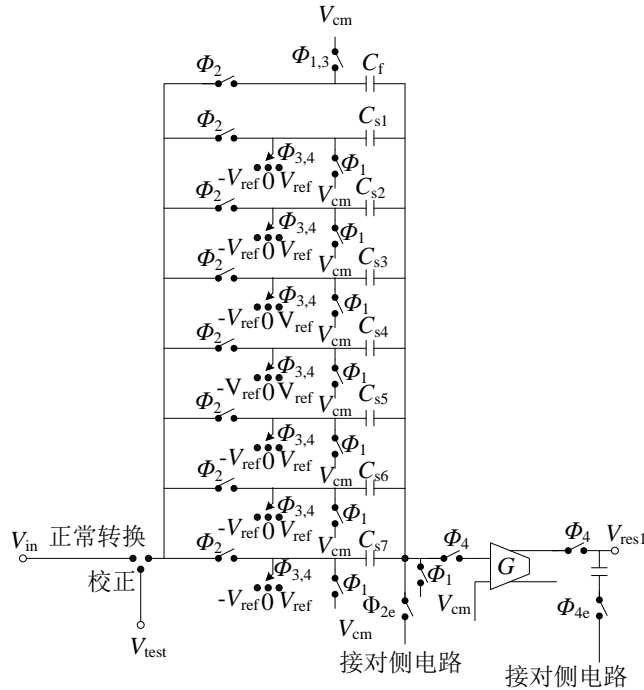 Vcm
Φ1,3
Φ2
Cf
Φ2
Cs1
Φ3,4
-Vref 0 Vref
Φ1
Vcm
Φ2
Cs2
Φ3,4
-Vref 0 Vref
Φ1
Vcm
Φ2
Cs3
Φ3,4
-Vref 0 Vref
Φ1
Vcm
Φ2
Cs4
Φ3,4
-Vref 0 Vref
Φ1
Vcm
Φ2
Cs5
Φ3,4
-Vref 0 Vref
Φ1
Vcm
Φ2
Cs6
Φ3,4
-Vref 0 Vref
Φ1
Vcm
Vin
正常转换
Φ2
Cs7
Φ4
G
Φ4
Vres1
校正
Φ3,4
-Vref 0 Vref
Φ1
Vcm
Φ2e
Φ1
Vcm
Φ4e
Vtest
接对侧电路
接对侧电路